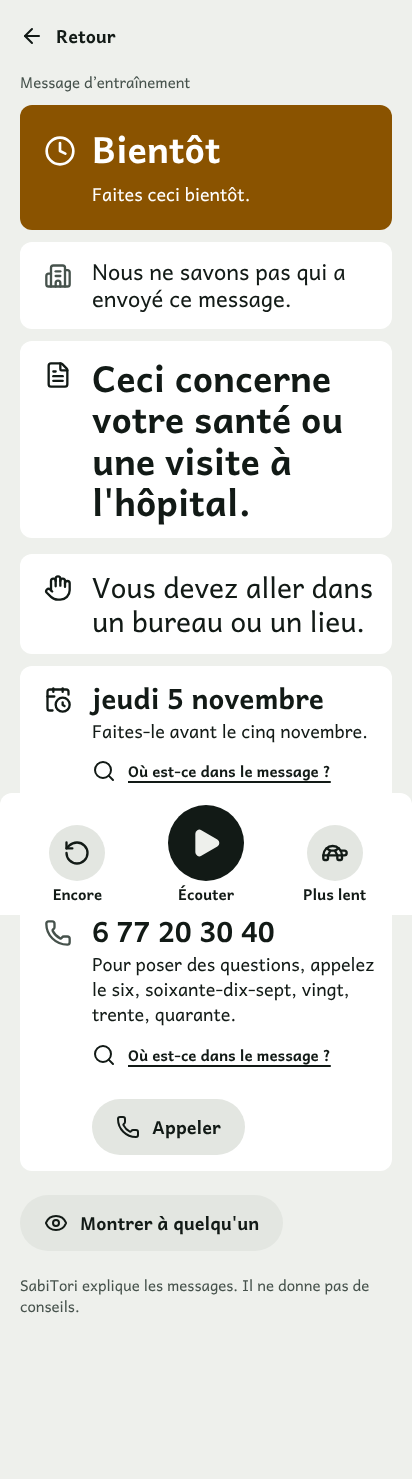 Retour
Message d’entraînement
Bientôt
Faites ceci bientôt.
Nous ne savons pas qui a
envoyé ce message.
Ceci concerne
votre santé ou
une visite à
l'hôpital.
Vous devez aller dans
un bureau ou un lieu.
jeudi 5 novembre
Faites-le avant le cinq novembre.
Où est-ce dans le message ?
Encore
Écouter
Plus lent
6 77 20 30 40
Pour poser des questions, appelez
le six, soixante-dix-sept, vingt,
trente, quarante.
Où est-ce dans le message ?
Appeler
Montrer à quelqu'un
SabiTori explique les messages. Il ne donne pas de
conseils.